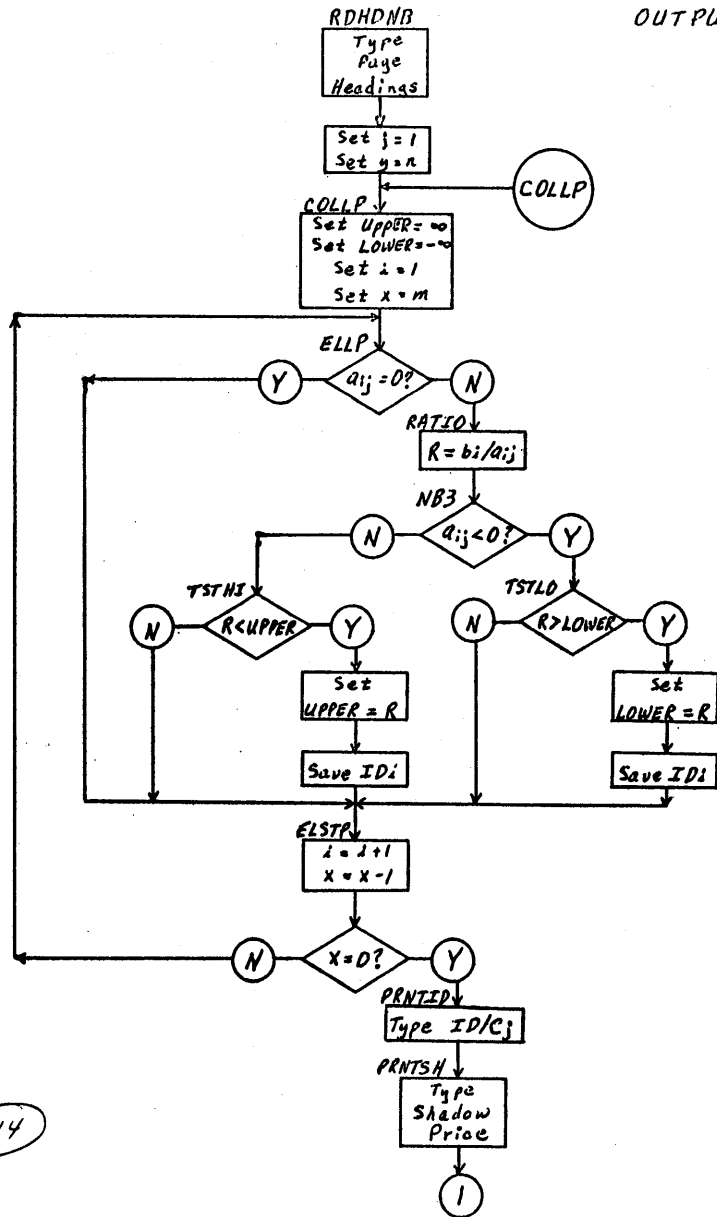 RDHDNB
OUTPU
Type
Page
Headings
Set j=1
Set y=n
COLLP
COLLP
Set UPPER=∞
Set LOWER=-∞
Set i=1
Set x=m
ELLP
Y
aij=0?
N
RATIO
R=bi/aij
NB3
N
aij<0?
Y
TSTHI
TSTLO
N
R<UPPER
Y
N
R>LOWER
Y
Set
UPPER=R
Set
LOWER=R
Save IDi
Save IDi
ELSTP
i=i+1
X=X-1
N
X=0?
Y
PRNTID
Type ID/Cj
PRNTSH
Type
Shadow
Price
4
1